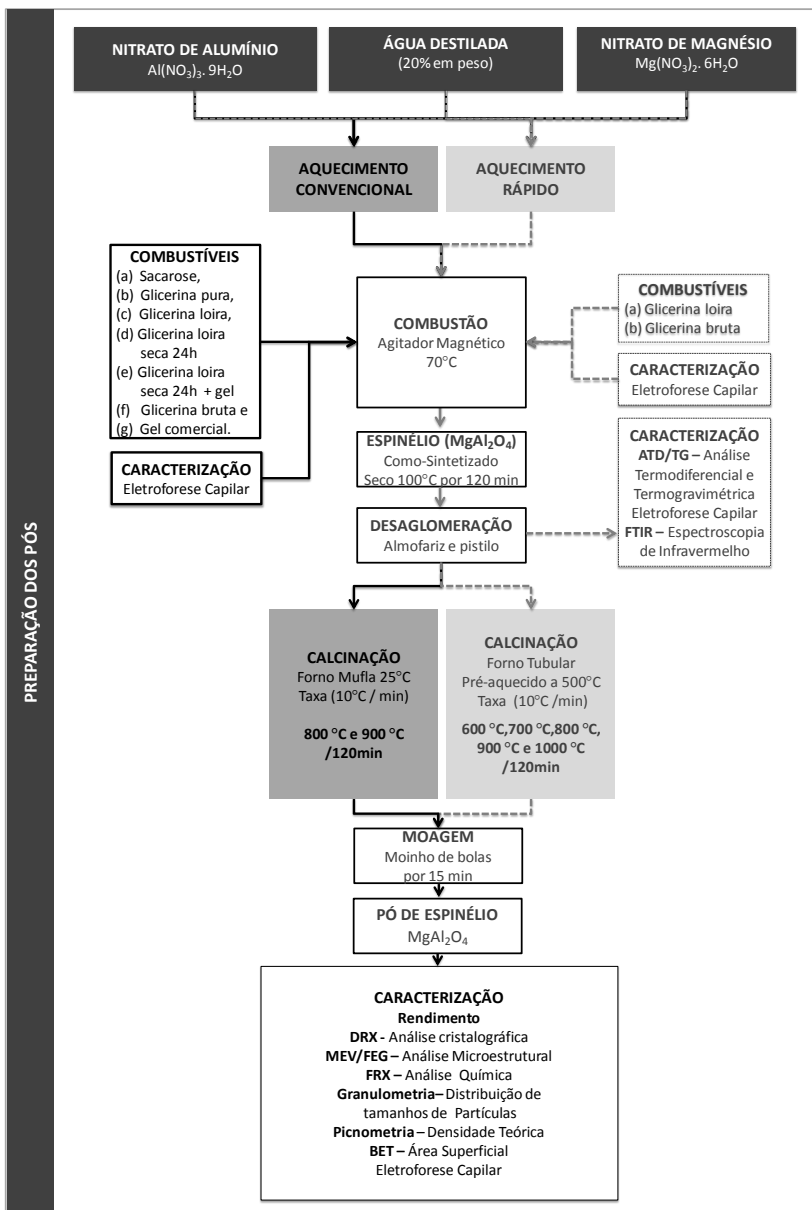 PREPARAÇÃO DOS PÓS
NITRATO DE ALUMÍNIO
Al(NO₃)₃. 9H₂O
ÁGUA DESTILADA
(20% em peso)
NITRATO DE MAGNÉSIO
Mg(NO₃)₂. 6H₂O
AQUECIMENTO
CONVENCIONAL
AQUECIMENTO
RÁPIDO
COMBUSTÍVEIS
(a) Sacarose,
(b) Glicerina pura,
(c) Glicerina loira,
(d) Glicerina loira
seca 24h
(e) Glicerina loira
seca 24h + gel
(f) Glicerina bruta e
(g) Gel comercial.
CARACTERIZAÇÃO
Eletroforese Capilar
COMBUSTÃO
Agitador Magnético
70°C
COMBUSTÍVEIS
(a) Glicerina loira
(b) Glicerina bruta
CARACTERIZAÇÃO
Eletroforese Capilar
ESPINÉLIO (MgAl₂O₄)
Como-Sintetizado
Seco 100°C por 120 min
DESAGLOMERAÇÃO
Almofariz e pistilo
CARACTERIZAÇÃO
ATD/TG – Análise
Termodiferencial e
Termogravimétrica
Eletroforese Capilar
FTIR – Espectroscopia
de Infravermelho
CALCINAÇÃO
Forno Mufla 25°C
Taxa (10°C / min)
800 °C e 900 °C
/120min
CALCINAÇÃO
Forno Tubular
Pré-aquecido a 500°C
Taxa (10°C /min)
600 °C,700 °C,800 °C,
900 °C e 1000 °C
/120min
MOAGEM
Moinho de bolas
por 15 min
PÓ DE ESPINÉLIO
MgAl₂O₄
CARACTERIZAÇÃO
Rendimento
DRX - Análise cristalográfica
MEV/FEG – Análise Microestrutural
FRX – Análise Química
Granulometria– Distribuição de
tamanhos de Partículas
Picnometria – Densidade Teórica
BET – Área Superficial
Eletroforese Capilar